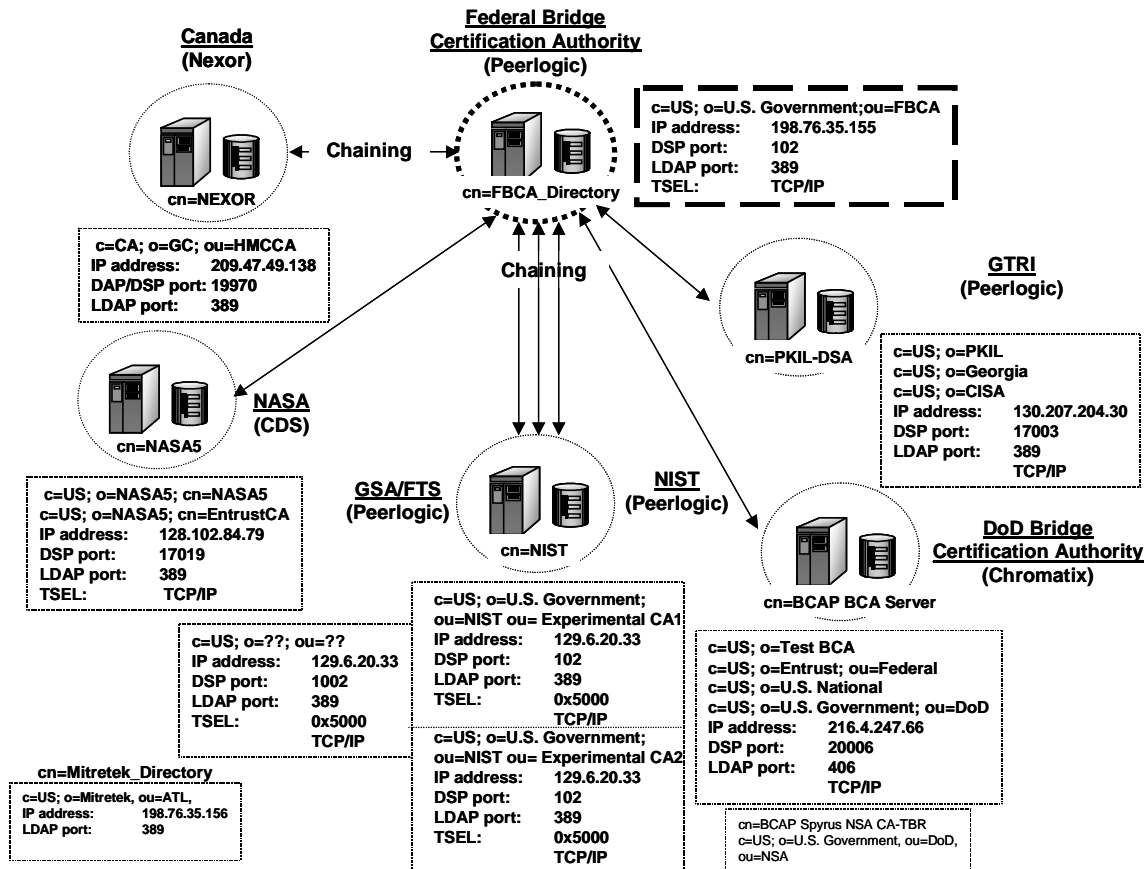 Federal Bridge
Certification Authority
(Peerlogic)
Canada
(Nexor)
cn=NEXOR
Chaining
cn=FBCA_Directory
c=US; o=U.S. Government;ou=FBCA
IP address: 198.76.35.155
DSP port: 102
LDAP port: 389
TSEL: TCP/IP
c=CA; o=GC; ou=HMCCA
IP address: 209.47.49.138
DAP/DSP port: 19970
LDAP port: 389
Chaining
GTRI
(Peerlogic)
cn=PKIL-DSA
c=US; o=PKIL
c=US; o=Georgia
c=US; o=CISA
IP address: 130.207.204.30
DSP port: 17003
LDAP port: 389
TCP/IP
NASA
(CDS)
cn=NASA5
c=US; o=NASA5; cn=NASA5
c=US; o=NASA5; cn=EntrustCA
IP address: 128.102.84.79
DSP port: 17019
LDAP port: 389
TSEL: TCP/IP
GSA/FTS
(Peerlogic)
cn=NIST
NIST
(Peerlogic)
DoD Bridge
Certification Authority
(Chromatix)
cn=BCAP BCA Server
c=US; o=??; ou=??
IP address: 129.6.20.33
DSP port: 1002
LDAP port: 389
TSEL: 0x5000
TCP/IP
c=US; o=U.S. Government;
ou=NIST ou= Experimental CA1
IP address: 129.6.20.33
DSP port: 102
LDAP port: 389
TSEL: 0x5000
TCP/IP
c=US; o=U.S. Government;
ou=NIST ou= Experimental CA2
IP address: 129.6.20.33
DSP port: 102
LDAP port: 389
TSEL: 0x5000
TCP/IP
c=US; o=Test BCA
c=US; o=Entrust; ou=Federal
c=US; o=U.S. National
c=US; o=U.S. Government; ou=DoD
IP address: 216.4.247.66
DSP port: 20006
LDAP port: 406
TCP/IP
cn=Mitretek_Directory
c=US; o=Mitretek, ou=ATL,
IP address: 198.76.35.156
LDAP port: 389
cn=BCAP Spyrus NSA CA-TBR
c=US; o=U.S. Government, ou=DoD,
ou=NSA